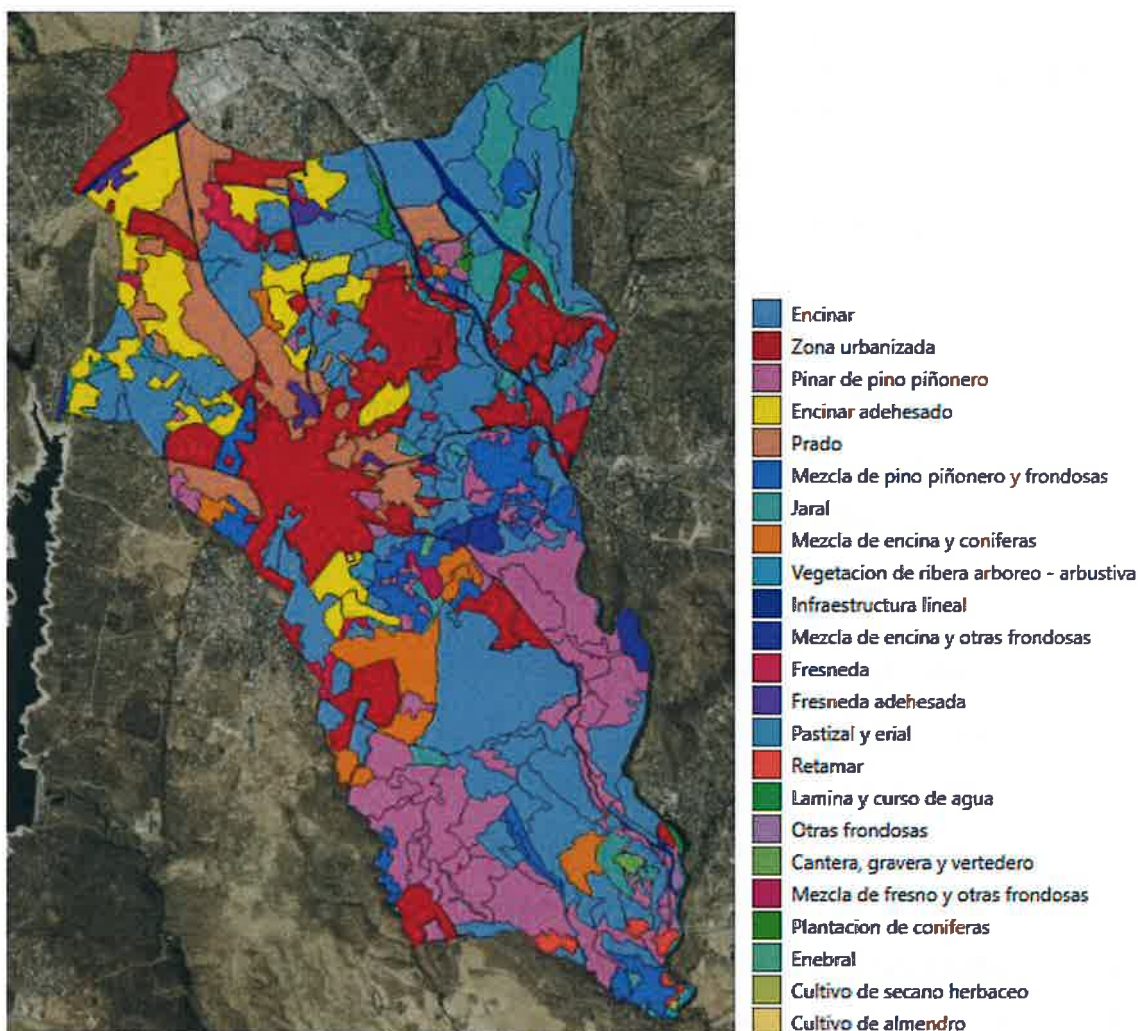 Encinar
Zona urbanizada
Pinar de pino piñonero
Encinar adehesado
Prado
Mezcla de pino piñonero y frondosas
Jaral
Mezcla de encina y coniferas
Vegetacion de ribera arboreo - arbustiva
Infraestructura lineal
Mezcla de encina y otras frondosas
Fresneda
Fresneda adehesada
Pastizal y erial
Retamar
Lamina y curso de agua
Otras frondosas
Cantera, gravera y vertedero
Mezcla de fresno y otras frondosas
Plantacion de coniferas
Enebral
Cultivo de secano herbaceo
Cultivo de almendro